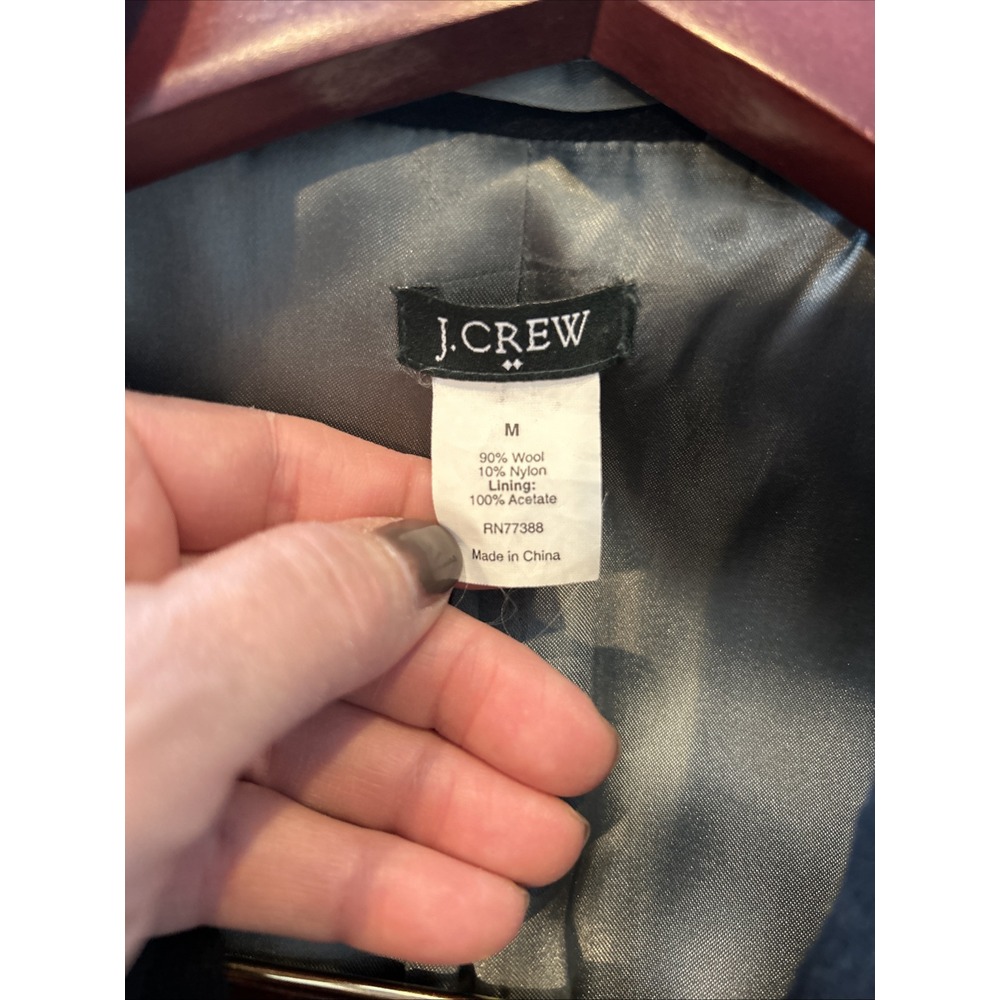 J.CREW
M
90% Wool
10% Nylon
Lining:
100% Acetate
RN77388
Made in China